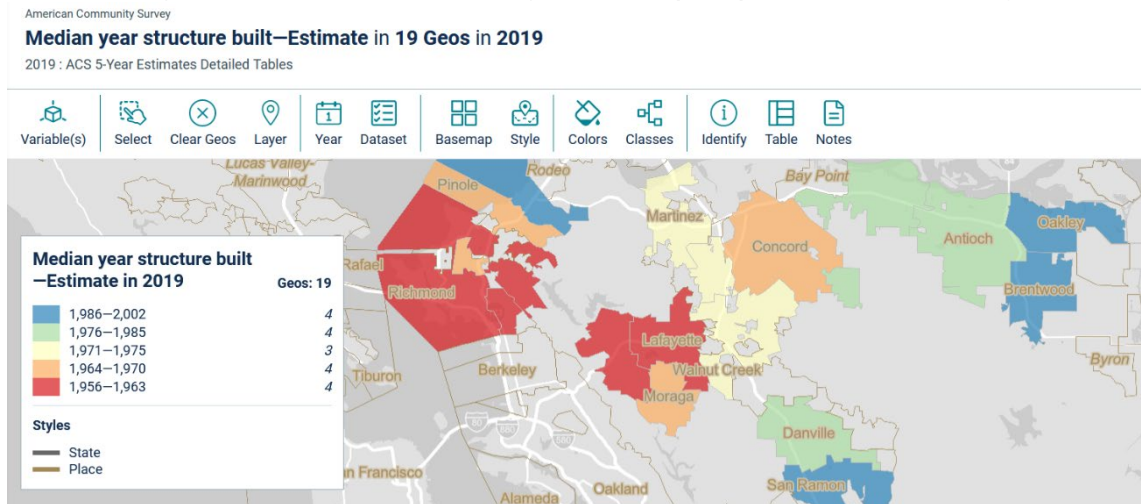 American Community Survey
Median year structure built—Estimate in 19 Geos in 2019
2019 : ACS 5-Year Estimates Detailed Tables
Variable(s) Select Clear Geos Layer Year Dataset Basemap Style Colors Classes Identify Table Notes
1
Lucas Valley-
Marinwood
Pinole
Rodeo
Bay Point
Martinez
Oakley
Concord
Antioch
Rafael
Richmond
Brentwood
Lafayette
Walnut Creek
Byron
Tiburon
Berkeley
Moraga
80
580
Danville
San Ramon
n Francisco
Oakland
Alameda
Median year structure built
—Estimate in 2019 Geos: 19
1,986—2,002 4
1,976—1,985 4
1,971—1,975 3
1,964—1,970 4
1,956—1,963 4
Styles
State
Place